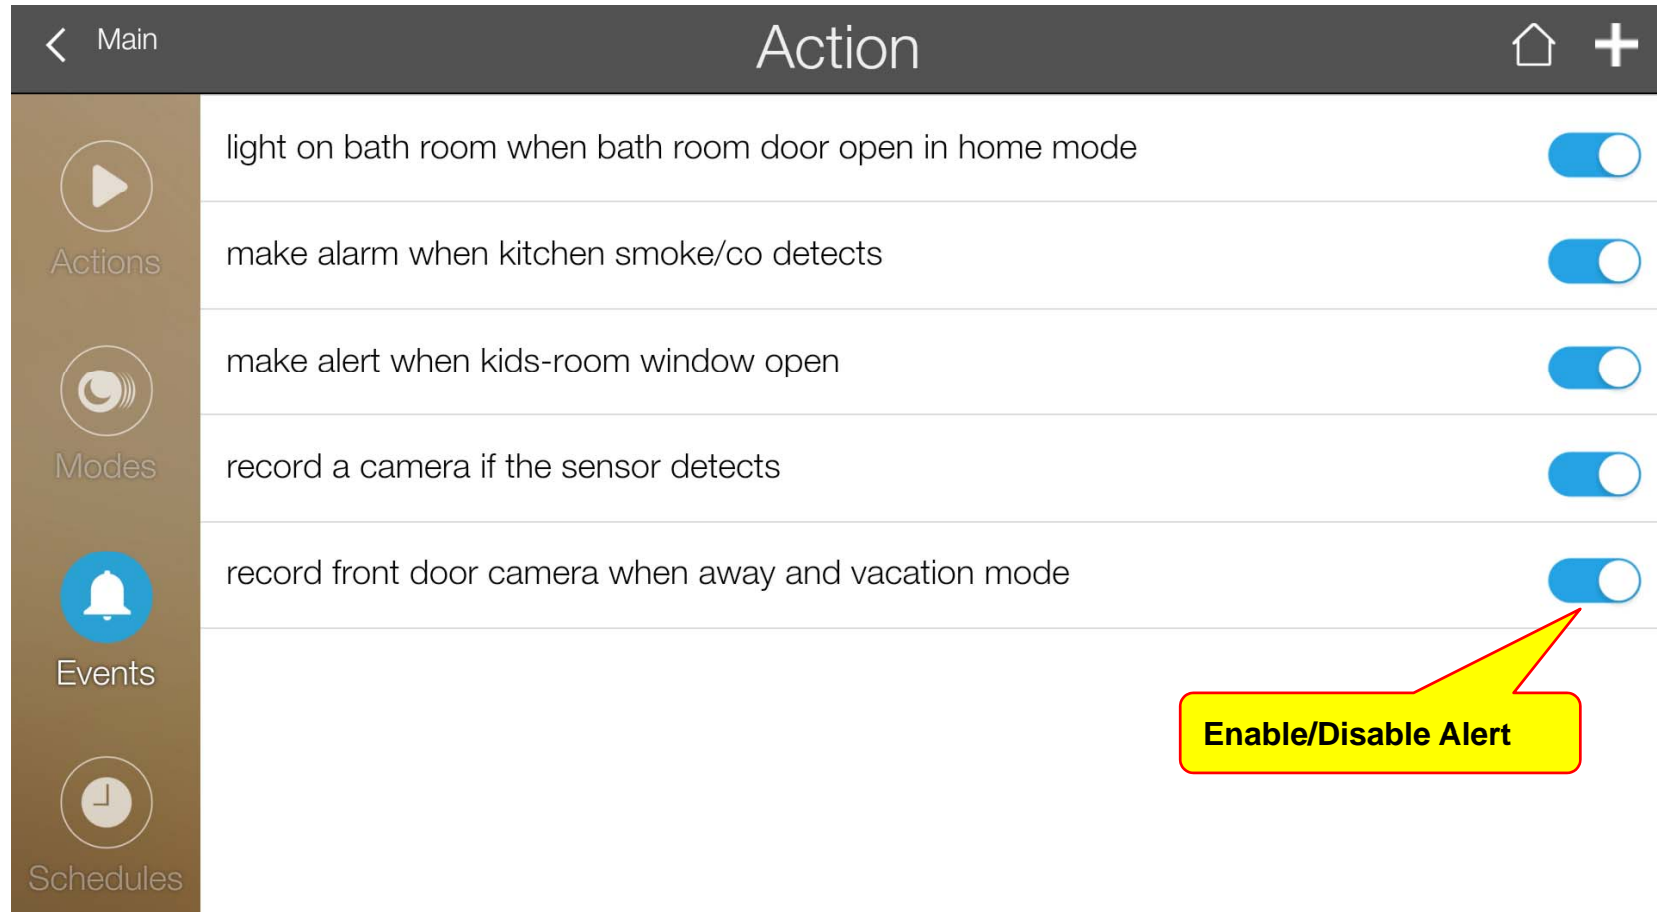 Main
Action
light on bath room when bath room door open in home mode
Actions
make alarm when kitchen smoke/co detects
make alert when kids-room window open
Modes
record a camera if the sensor detects
record front door camera when away and vacation mode
Events
Enable/Disable Alert
Schedules